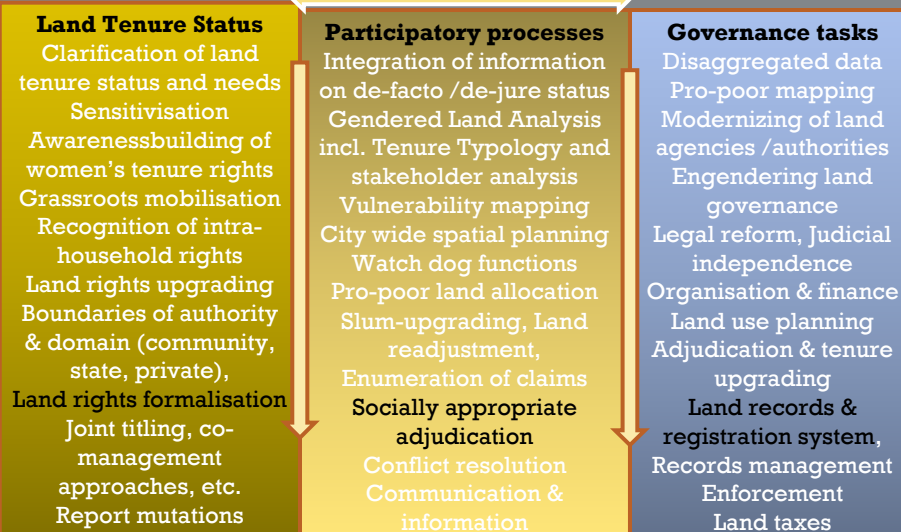 Land Tenure Status
Clarification of land
tenure status and needs
Sensitivisation
Awarenessbuilding of
women's tenure rights
Grassroots mobilisation
Recognition of intra-
household rights
Land rights upgrading
Boundaries of authority
& domain (community,
state, private),
Land rights formalisation
Joint titling, co-
management
approaches, etc.
Report mutations
Participatory processes
Integration of information
on de-facto /de-jure status
Gendered Land Analysis
incl. Tenure Typology and
stakeholder analysis
Vulnerability mapping
City wide spatial planning
Watch dog functions
Pro-poor land allocation
Slum-upgrading, Land
readjustment,
Enumeration of claims
Socially appropriate
adjudication
Conflict resolution
Communication &
information
Governance tasks
Disaggregated data
Pro-poor mapping
Modernizing of land
agencies /authorities
Engendering land
governance
Legal reform, Judicial
independence
Organisation & finance
Land use planning
Adjudication & tenure
upgrading
Land records &
registration system,
Records management
Enforcement
Land taxes